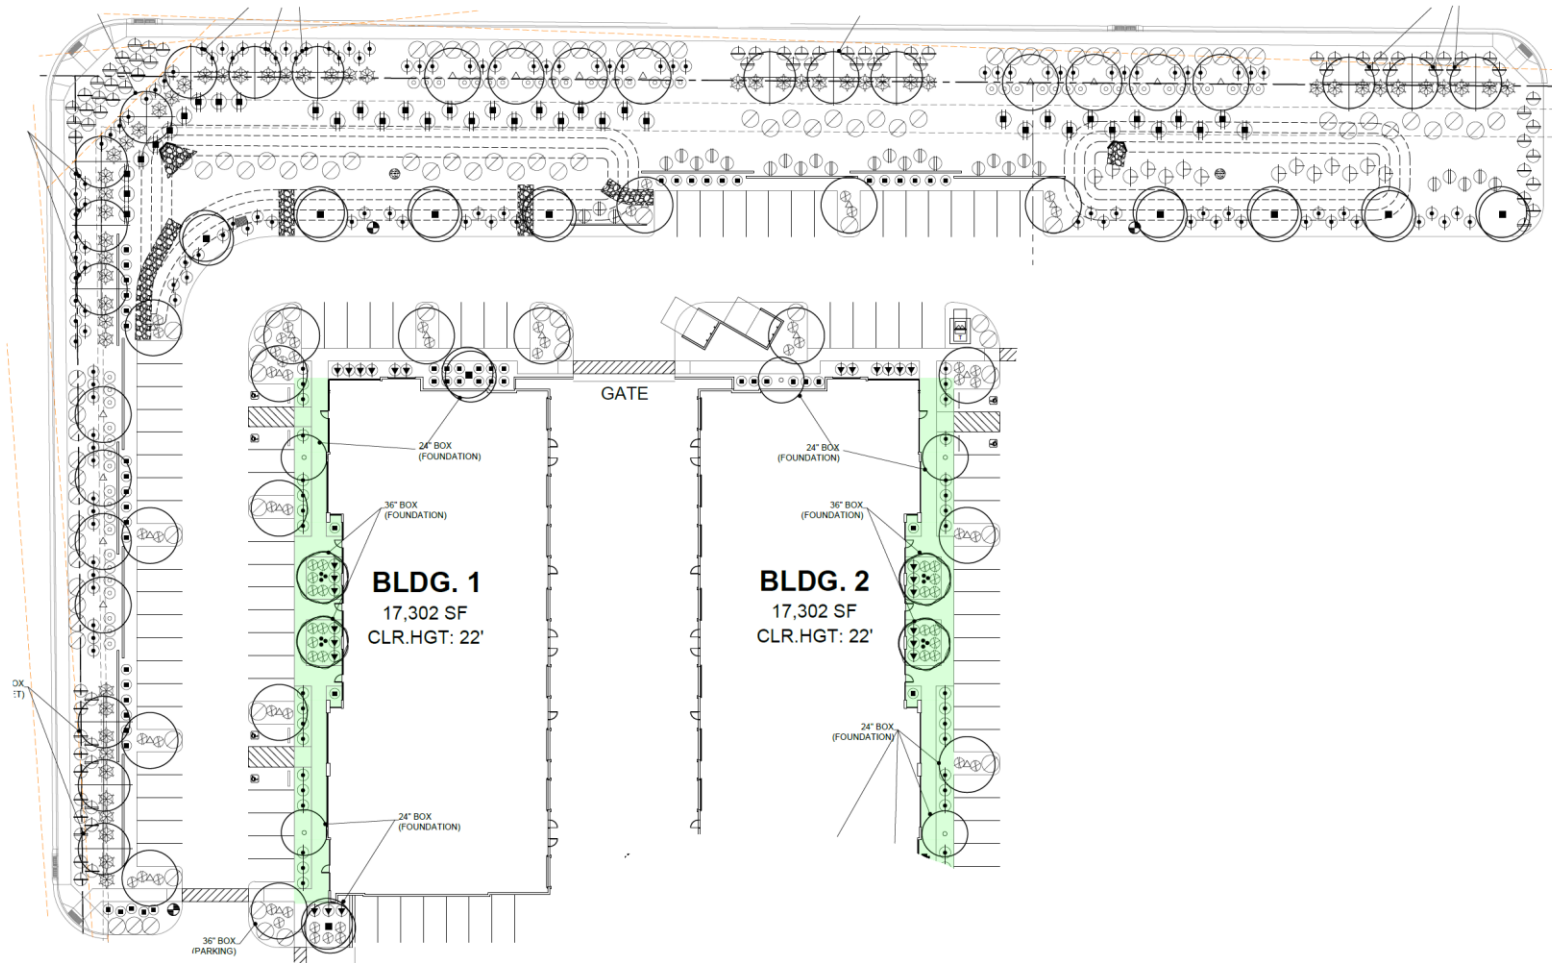 GATE
24" BOX
(FOUNDATION)
24" BOX
(FOUNDATION)
36" BOX
(FOUNDATION)
36" BOX
(FOUNDATION)
BLDG. 1
17,302 SF
CLR.HGT: 22'
BLDG. 2
17,302 SF
CLR.HGT: 22'
OX
ET)
24" BOX
(FOUNDATION)
24" BOX
(FOUNDATION)
36" BOX
(PARKING)